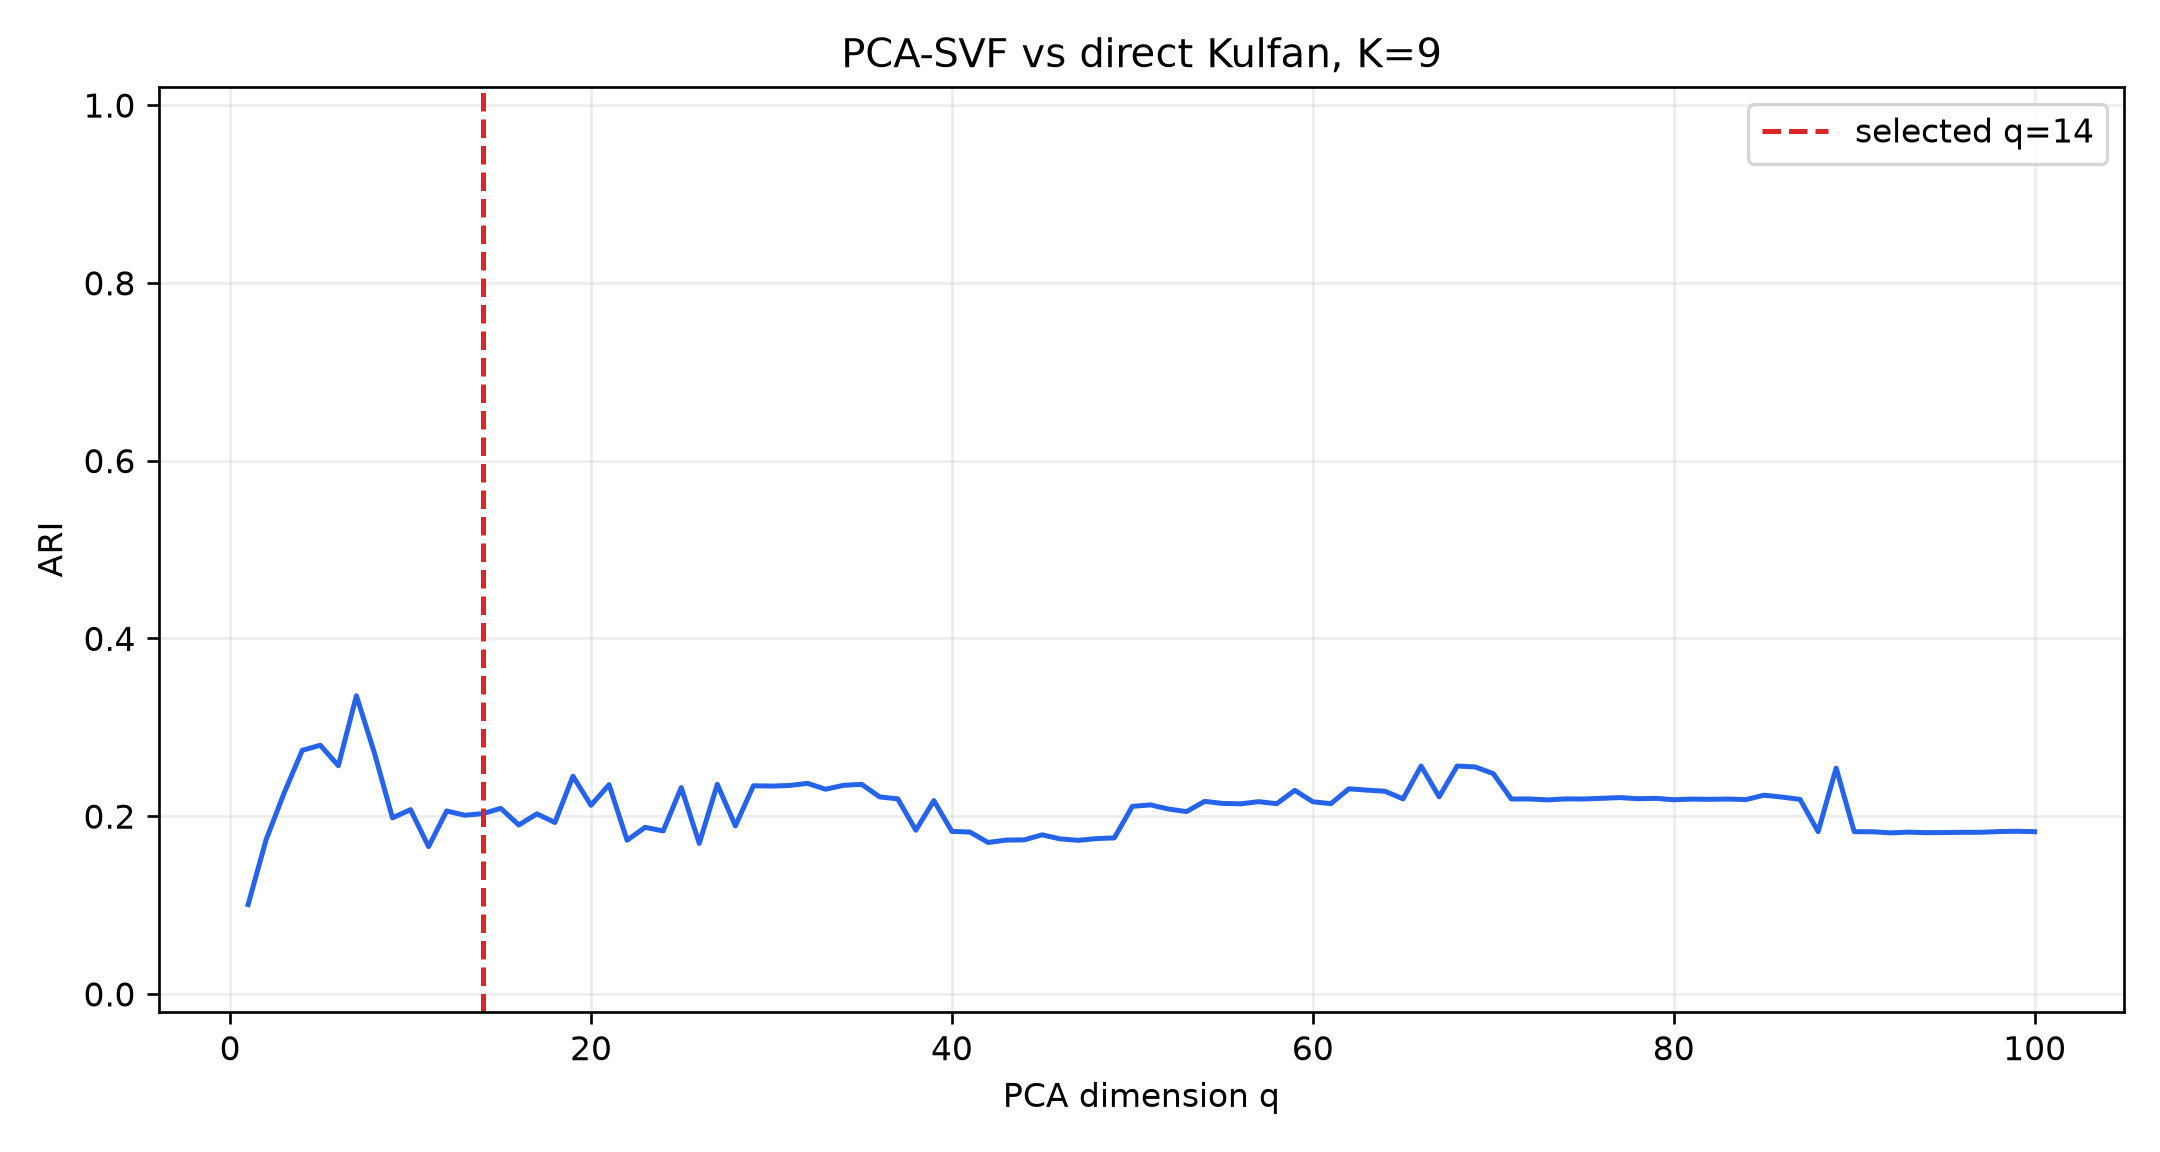 PCA-SVF vs direct Kulfan, K=9
selected q=14
1.0
0.8
0.6
0.4
0.2
0.0
ARI
0 20 40 60 80 100
PCA dimension q